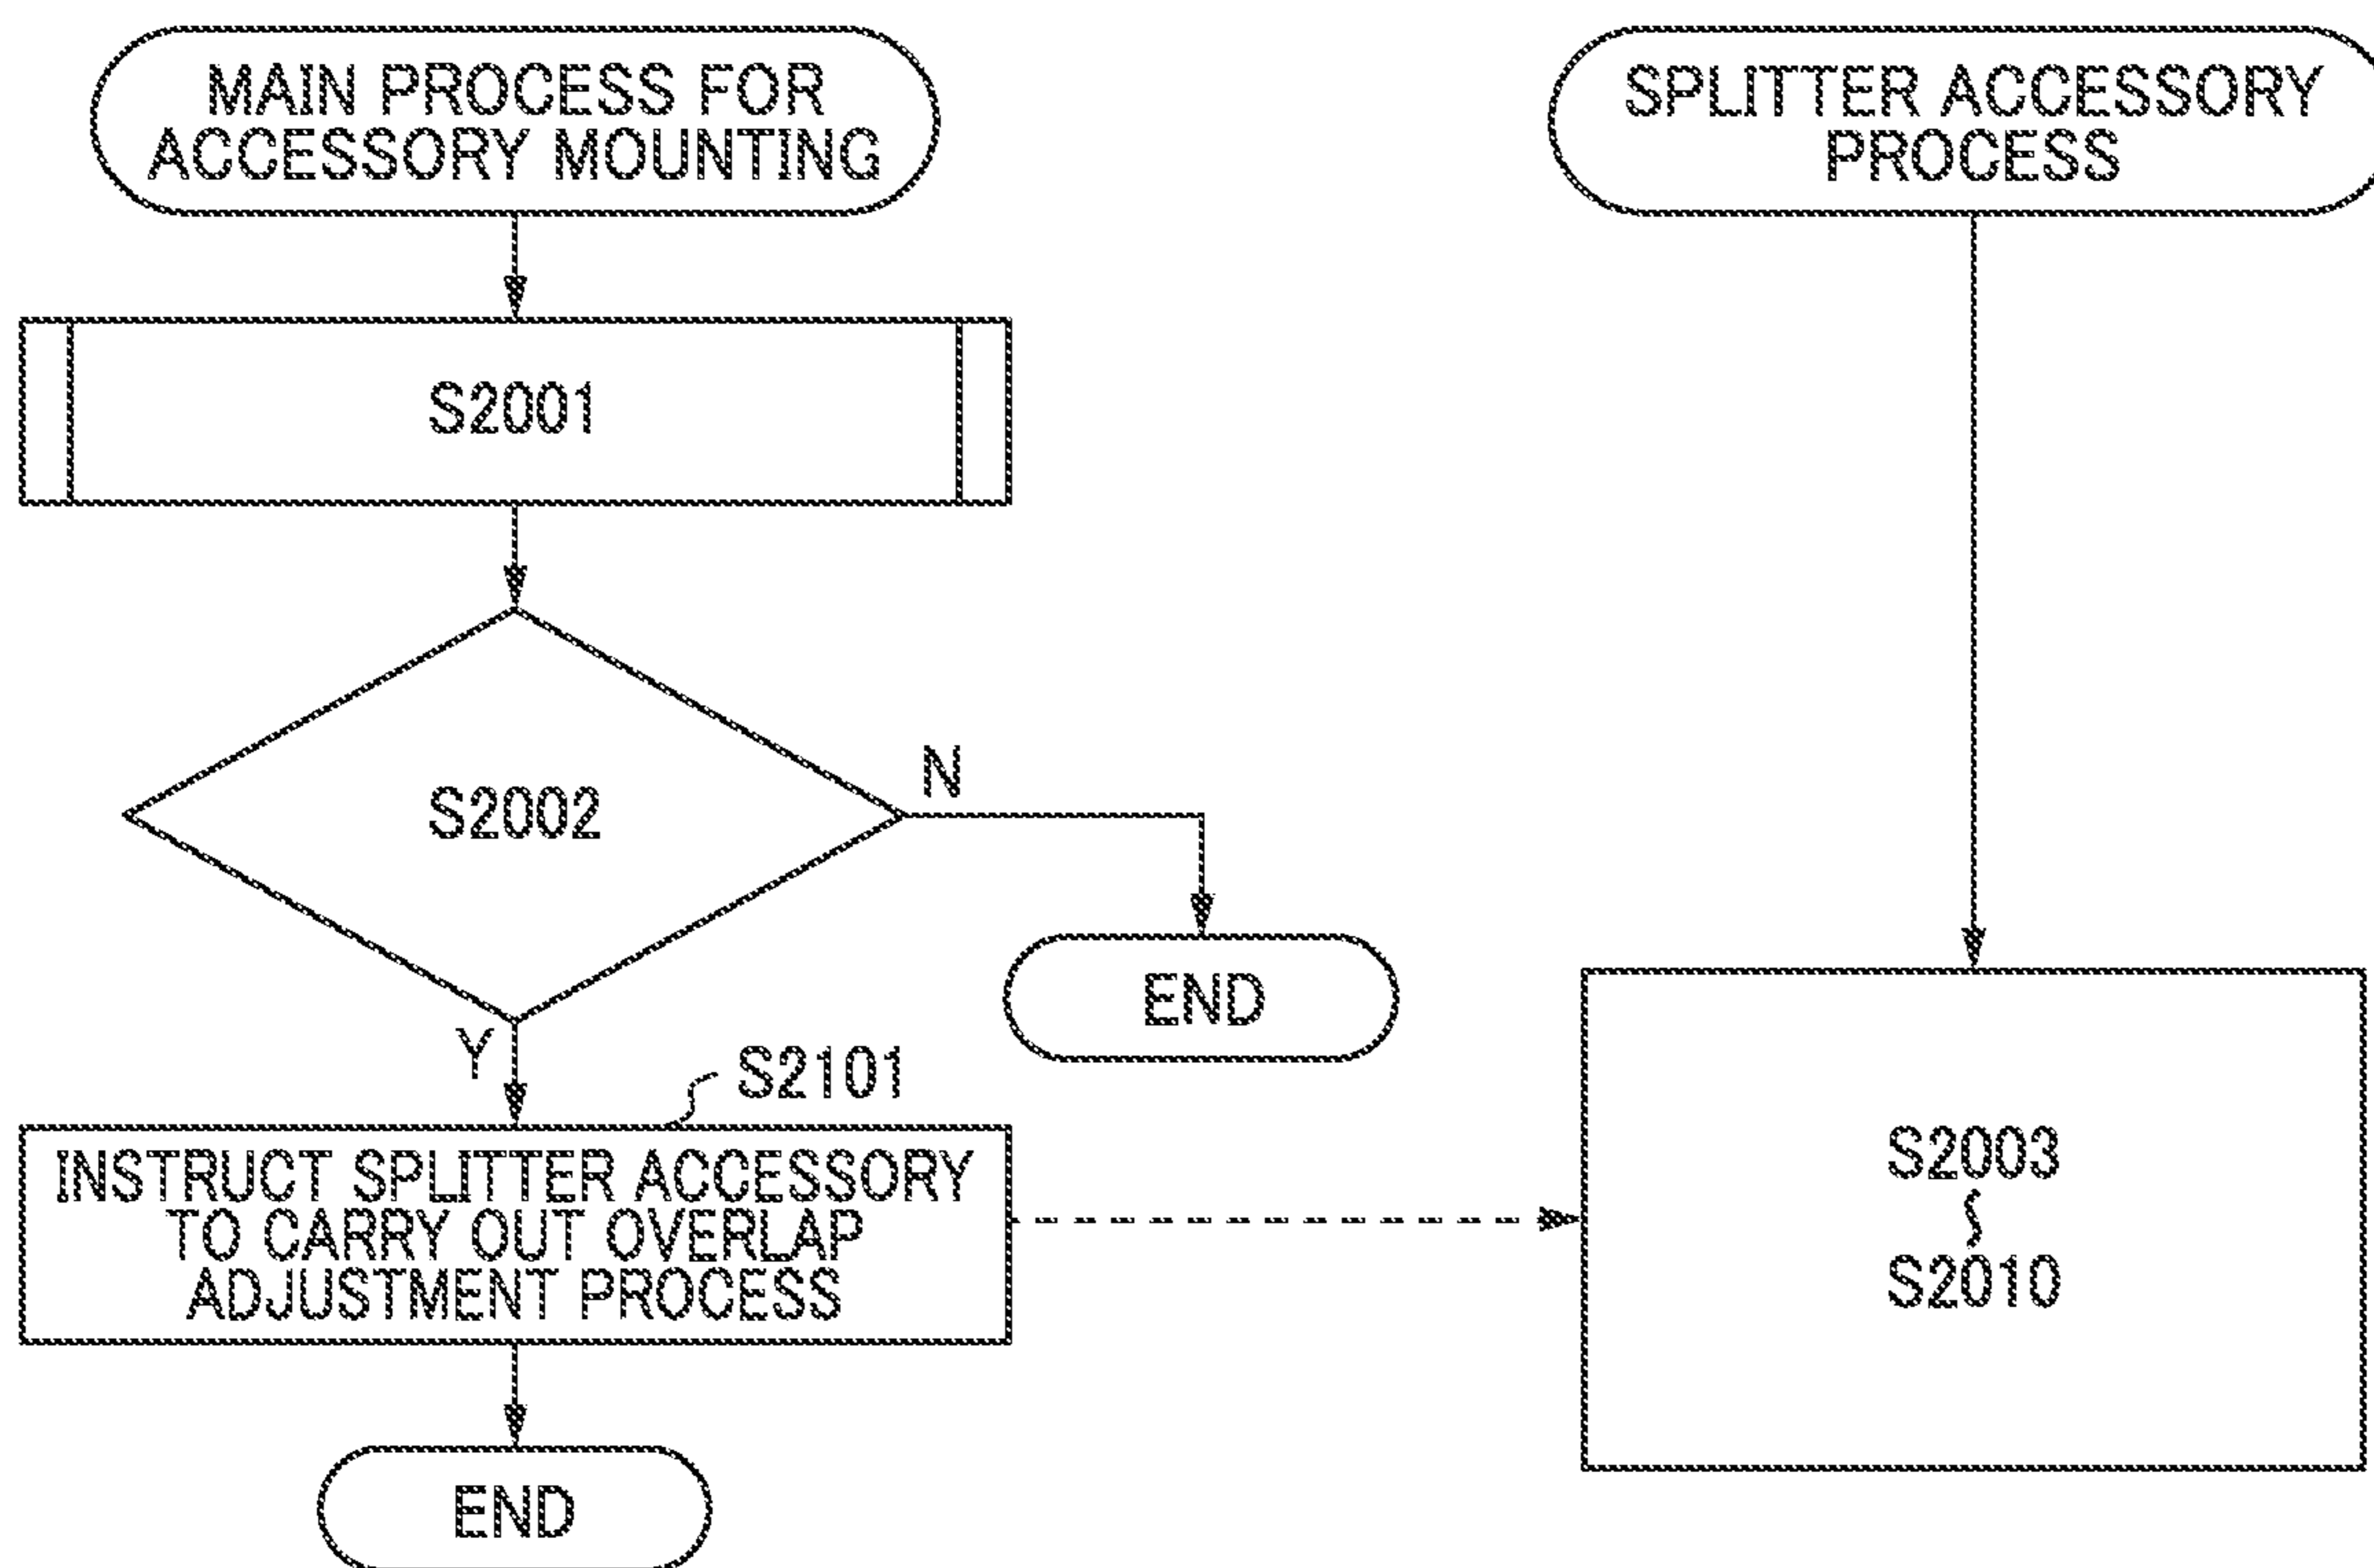 MAIN PROCESS FOR
ACCESSORY MOUNTING
S2001
S2002
N
END
Y
S2101
INSTRUCT SPLITTER ACCESSORY
TO CARRY OUT OVERLAP
ADJUSTMENT PROCESS
END
SPLITTER ACCESSORY
PROCESS
S2003
S2010